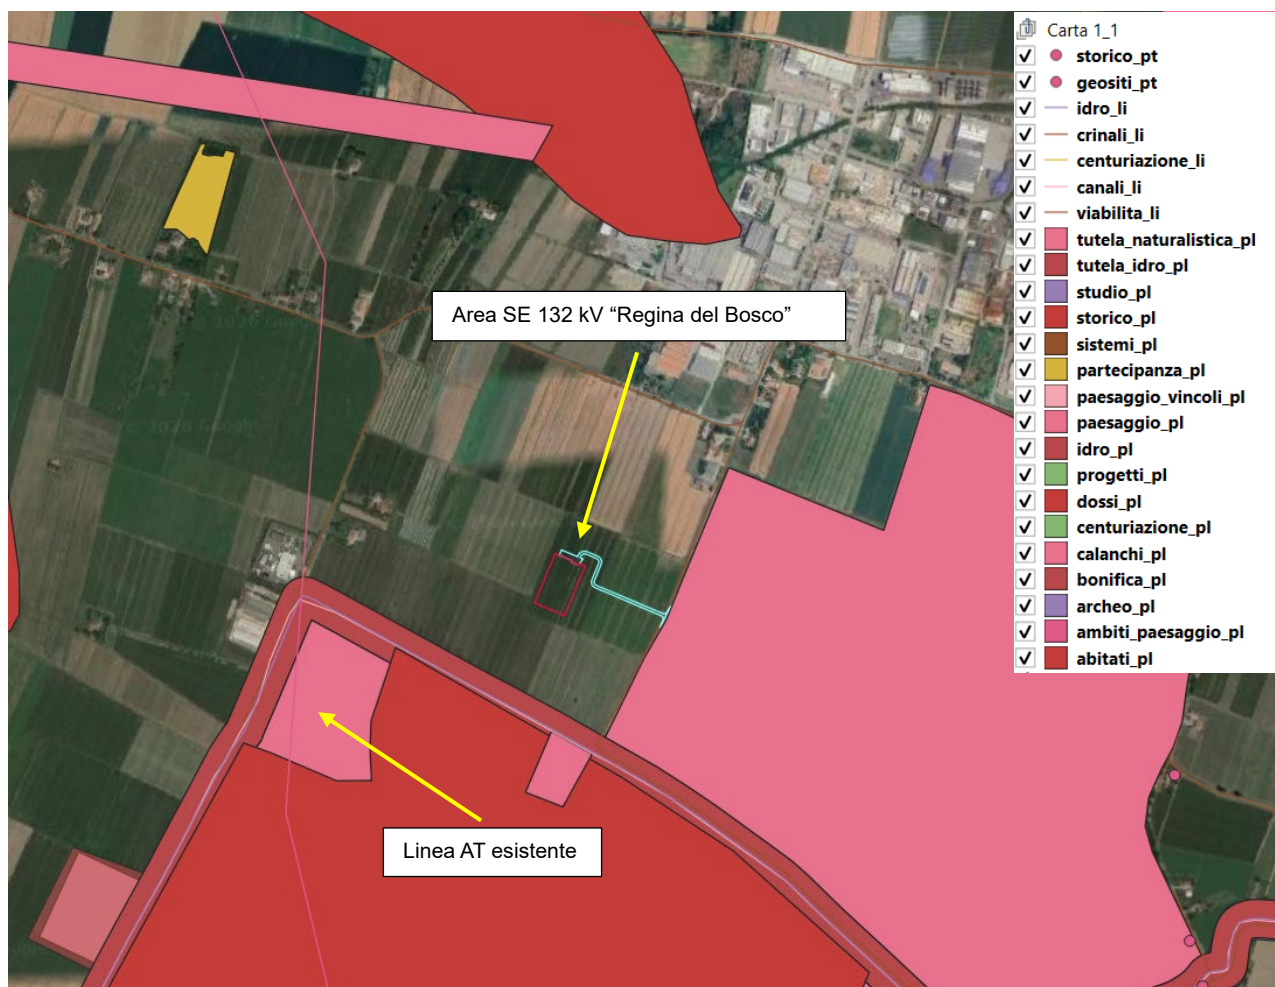 Carta 1_1
storico_pt
geositi_pt
idro_li
crinali_li
centuriazione_li
canali_li
viabilita_li
tutela_naturalistica_pl
tutela_idro_pl
studio_pl
storico_pl
sistemi_pl
partecipanza_pl
paesaggio_vincoli_pl
paesaggio_pl
idro_pl
progetti_pl
dossi_pl
centuriazione_pl
calanchi_pl
bonifica_pl
archeo_pl
ambiti_paesaggio_pl
abitati_pl
Area SE 132 kV “Regina del Bosco”
Linea AT esistente